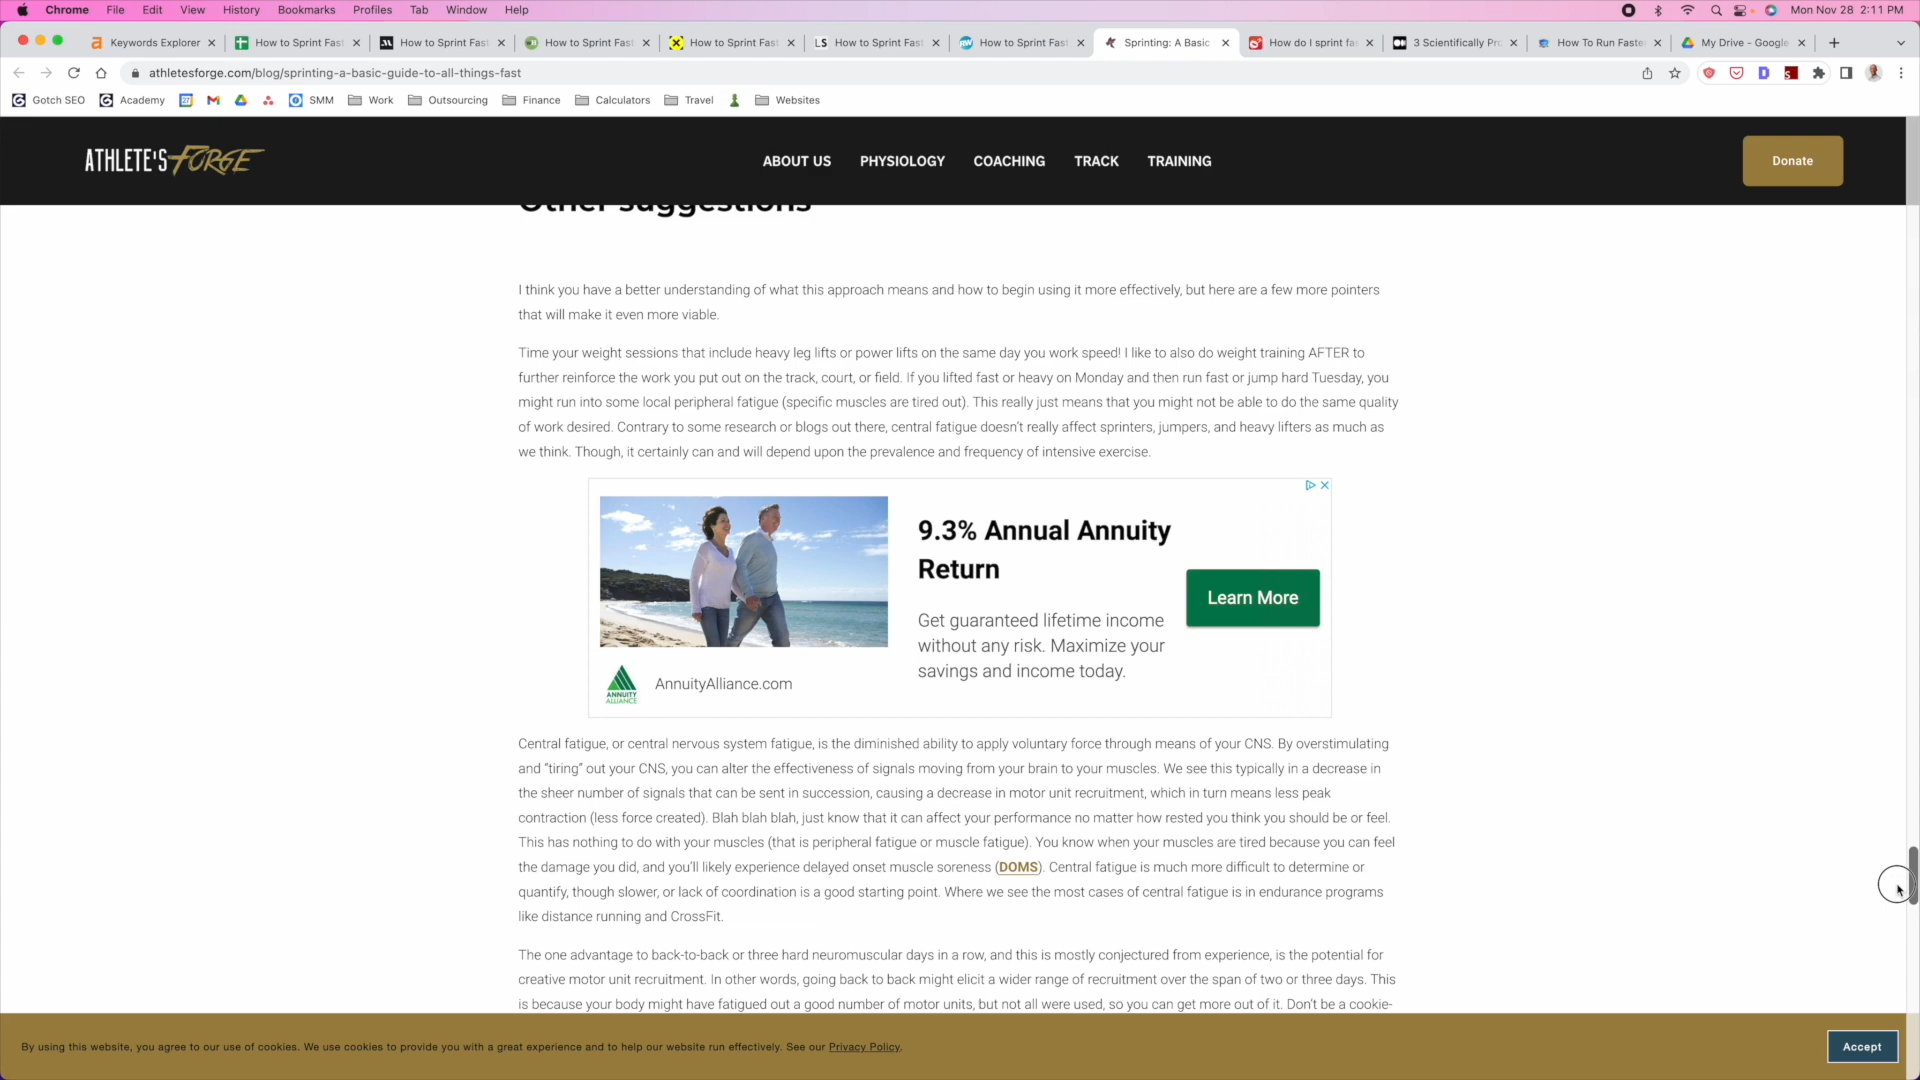 Chrome File Edit View History Bookmarks Profiles Tab Window Help Mon Nov 28 2:11 PM
Keywords Explorer How to Sprint Fast How to Sprint Fast How to Sprint Fast How to Sprint Fast How to Sprint Fast How to Sprint Fast Sprinting: A Basic How do I sprint fa 3 Scientifically Pr How To Run Faste My Drive - Google
athletesforge.com/blog/sprinting-a-basic-guide-to-all-things-fast
Gotch SEO Academy SMM Work Outsourcing Finance Calculators Travel Websites
ATHLETE'S FORGE ABOUT US PHYSIOLOGY COACHING TRACK TRAINING Donate
Other suggestions
I think you have a better understanding of what this approach means and how to begin using it more effectively, but here are a few more pointers
that will make it even more viable.
Time your weight sessions that include heavy leg lifts or power lifts on the same day you work speed! I like to also do weight training AFTER to
further reinforce the work you put out on the track, court, or field. If you lifted fast or heavy on Monday and then run fast or jump hard Tuesday, you
might run into some local peripheral fatigue (specific muscles are tired out). This really just means that you might not be able to do the same quality
of work desired. Contrary to some research or blogs out there, central fatigue doesn't really affect sprinters, jumpers, and heavy lifters as much as
we think. Though, it certainly can and will depend upon the prevalence and frequency of intensive exercise.
9.3% Annual Annuity
Return
Get guaranteed lifetime income
without any risk. Maximize your
savings and income today.
Learn More
ANNUITY
ALLIANCE
AnnuityAlliance.com
Central fatigue, or central nervous system fatigue, is the diminished ability to apply voluntary force through means of your CNS. By overstimulating
and "tiring" out your CNS, you can alter the effectiveness of signals moving from your brain to your muscles. We see this typically in a decrease in
the sheer number of signals that can be sent in succession, causing a decrease in motor unit recruitment, which in turn means less peak
contraction (less force created). Blah blah blah, just know that it can affect your performance no matter how rested you think you should be or feel.
This has nothing to do with your muscles (that is peripheral fatigue or muscle fatigue). You know when your muscles are tired because you can feel
the damage you did, and you'll likely experience delayed onset muscle soreness (DOMS). Central fatigue is much more difficult to determine or
quantify, though slower, or lack of coordination is a good starting point. Where we see the most cases of central fatigue is in endurance programs
like distance running and CrossFit.
The one advantage to back-to-back or three hard neuromuscular days in a row, and this is mostly conjectured from experience, is the potential for
creative motor unit recruitment. In other words, going back to back might elicit a wider range of recruitment over the span of two or three days. This
is because your body might have fatigued out a good number of motor units, but not all were used, so you can get more out of it. Don't be a cookie-
By using this website, you agree to our use of cookies. We use cookies to provide you with a great experience and to help our website run effectively. See our Privacy Policy.
Accept